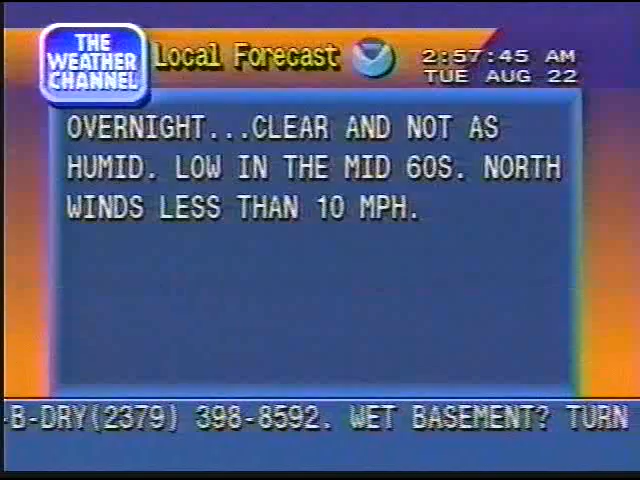 THE
WEATHER
CHANNEL
Local Forecast
2:57:45 AM
TUE AUG 22
OVERNIGHT...CLEAR AND NOT AS
HUMID. LOW IN THE MID 60S. NORTH
WINDS LESS THAN 10 MPH.
-B-DRY(2379) 398-8592. WET BASEMENT? TURN